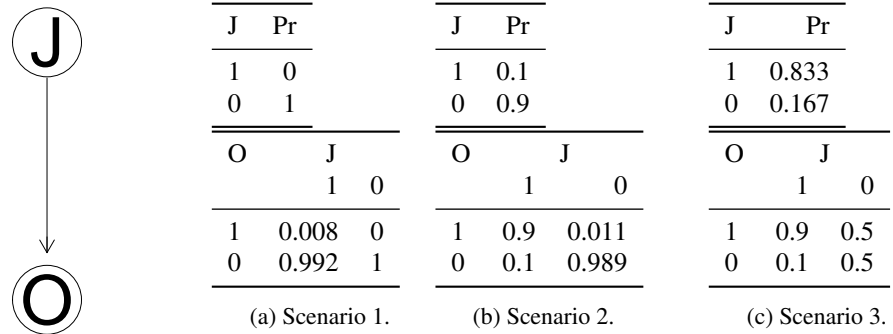 J
O
J Pr
1 0
0 1
O J
1 0
1 0.008 0
0 0.992 1
(a) Scenario 1.
J Pr
1 0.1
0 0.9
O J
1 0
1 0.9 0.011
0 0.1 0.989
(b) Scenario 2.
J Pr
1 0.833
0 0.167
O J
1 0
1 0.9 0.5
0 0.1 0.5
(c) Scenario 3.